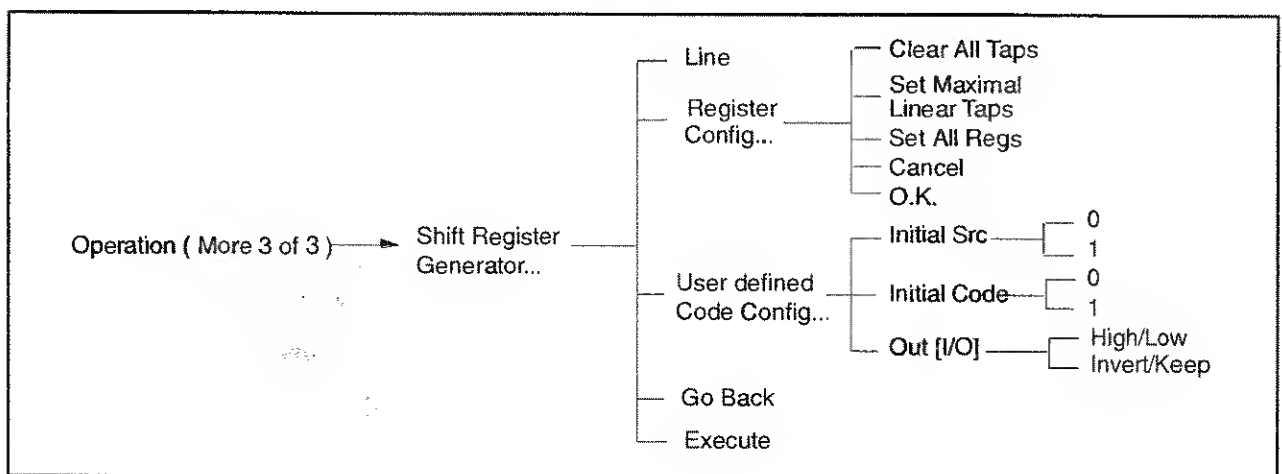 Operation ( More 3 of 3 )
Shift Register
Generator...
Line
Register
Config...
Clear All Taps
Set Maximal
Linear Taps
Set All Regs
Cancel
O.K.
User defined
Code Config...
Initial Src
0
1
Initial Code
0
1
Out [I/O]
High/Low
Invert/Keep
Go Back
Execute